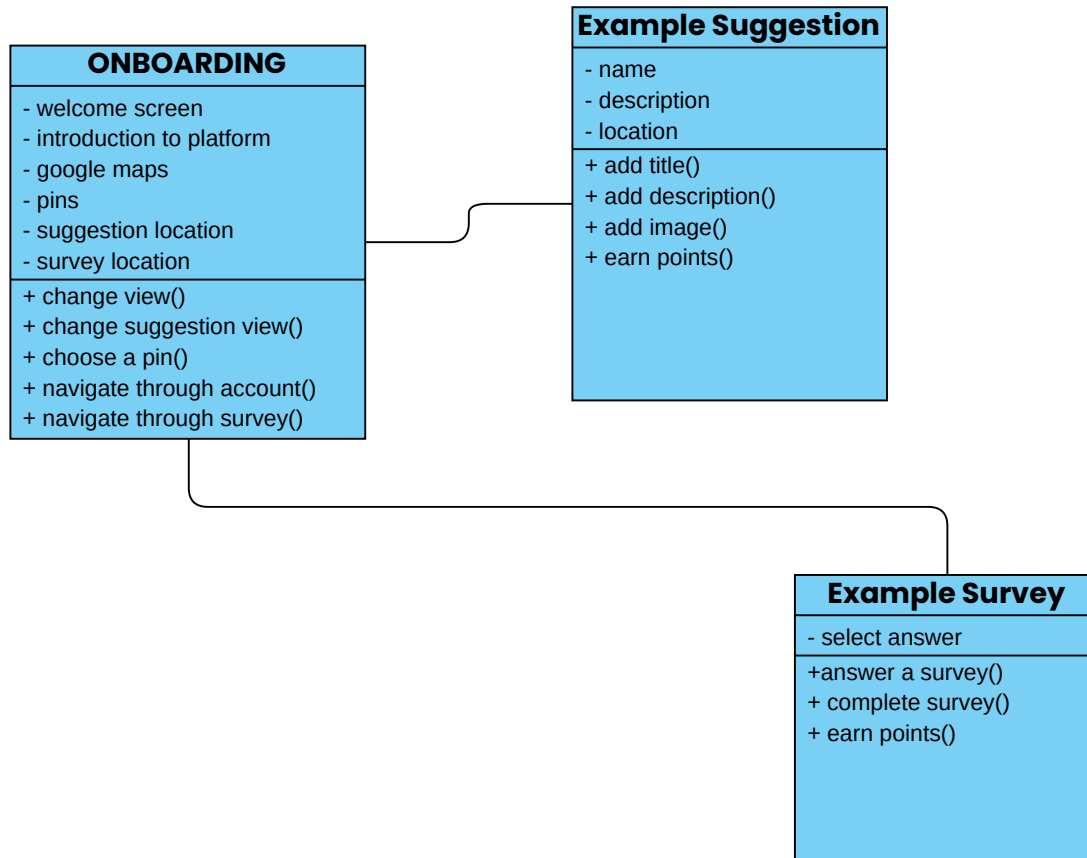 ONBOARDING
- welcome screen
- introduction to platform
- google maps
- pins
- suggestion location
- survey location
+ change view()
+ change suggestion view()
+ choose a pin()
+ navigate through account()
+ navigate through survey()
Example Suggestion
- name
- description
- location
+ add title()
+ add description()
+ add image()
+ earn points()
Example Survey
- select answer
+answer a survey()
+ complete survey()
+ earn points()